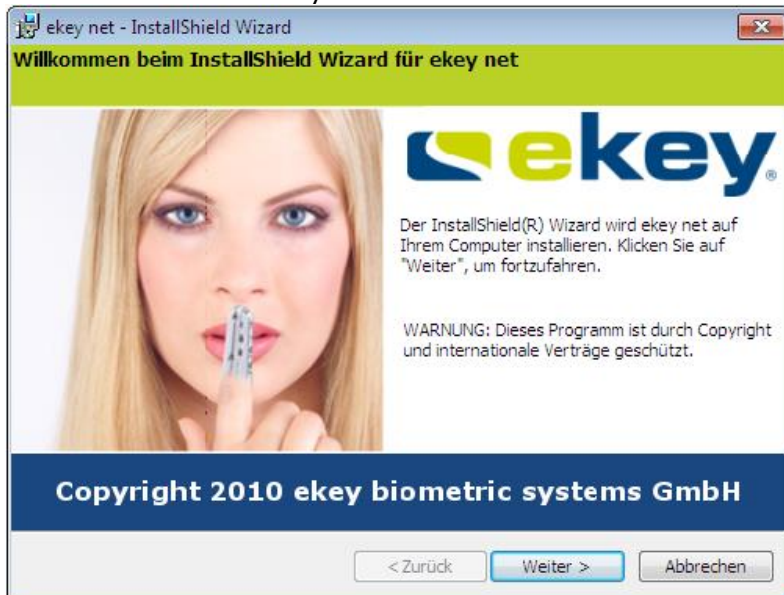 ekey net - InstallShield Wizard
Willkommen beim InstallShield Wizard für ekey net
ekey®
Der InstallShield(R) Wizard wird ekey net auf
Ihrem Computer installieren. Klicken Sie auf
"Weiter", um fortzufahren.
WARNUNG: Dieses Programm ist durch Copyright
und internationale Verträge geschützt.
Copyright 2010 ekey biometric systems GmbH
< Zurück Weiter > Abbrechen